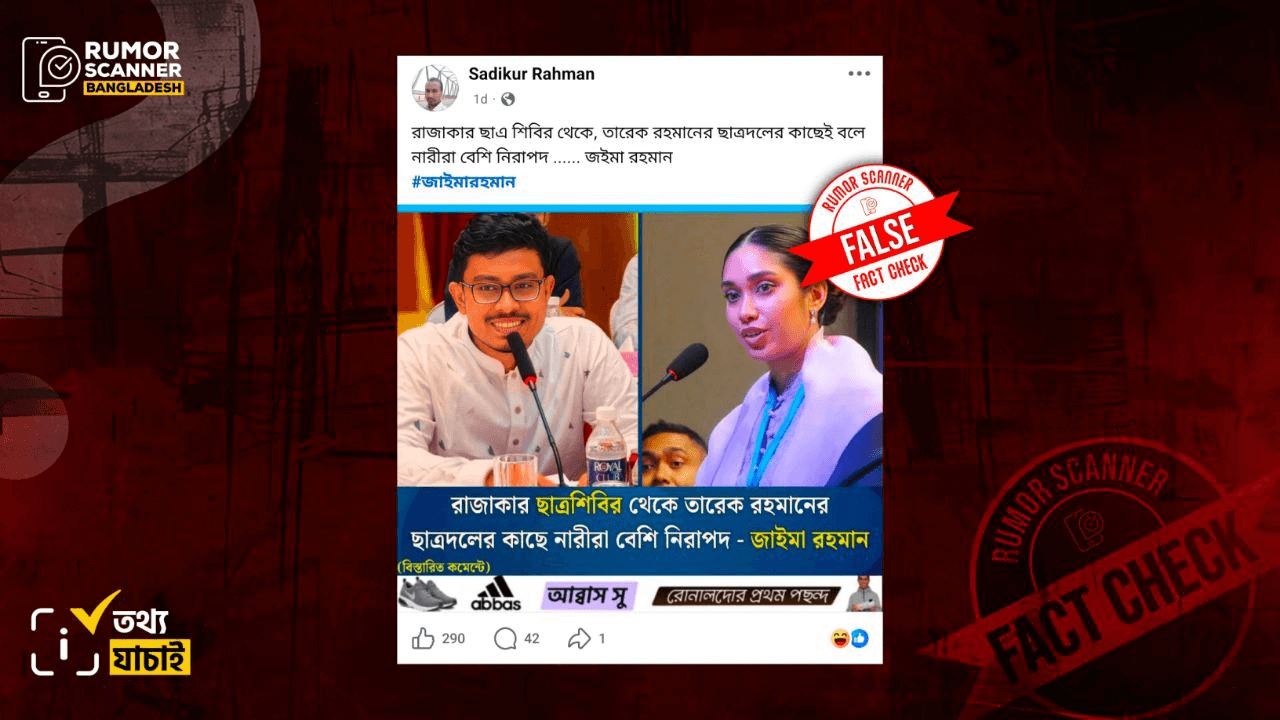 RUMOR
SCANNER
BANGLADESH
Sadikur Rahman
1d
রাজাকার ছাএ শিবির থেকে, তারেক রহমানের ছাত্রদলের কাছেই বলে
নারীরা বেশি নিরাপদ ...... জইমা রহমান
#জাইমারহমান
RUMOR SCANNER
FALSE
FACT CHECK
ROYAL
CLUB
রাজাকার ছাত্রশিবির থেকে তারেক রহমানের
ছাত্রদলের কাছে নারীরা বেশি নিরাপদ - জাইমা রহমান
(বিস্তারিত কমেন্টে)
abbas
আব্বাস সু
রোনালদোর প্রথম পছন্দ
290
42
1
তথ্য
যাচাই
RUMOR SCANNER
FACT CHECK